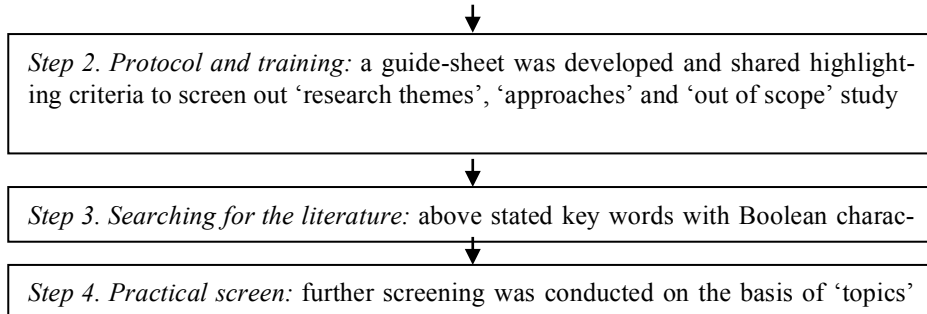 Step 2. Protocol and training: a guide-sheet was developed and shared highlight-
ing criteria to screen out ‘research themes’, ‘approaches’ and ‘out of scope’ study
Step 3. Searching for the literature: above stated key words with Boolean charac-
Step 4. Practical screen: further screening was conducted on the basis of ‘topics’